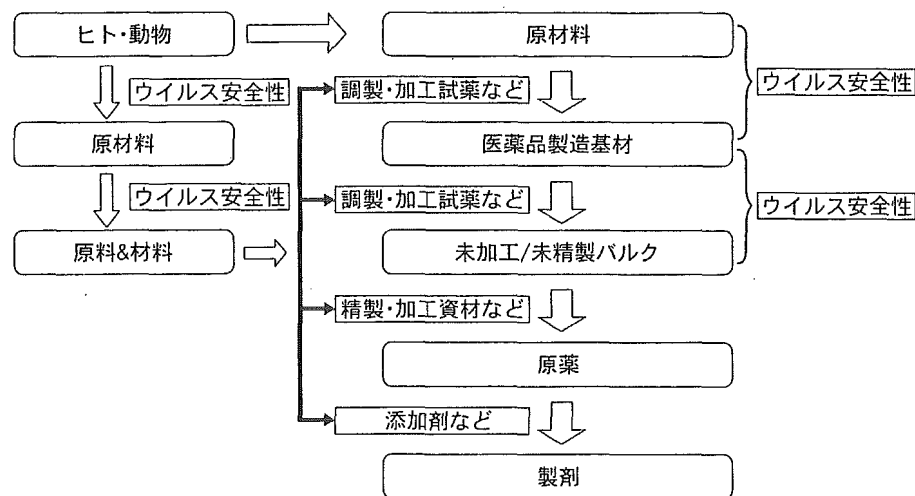 ヒト・動物
原材料
ウイルス安全性
調製・加工試薬など
ウイルス安全性
原材料
医薬品製造基材
ウイルス安全性
調製・加工試薬など
ウイルス安全性
原料&材料
未加工/未精製バルク
精製・加工資材など
原薬
添加剤など
製剤